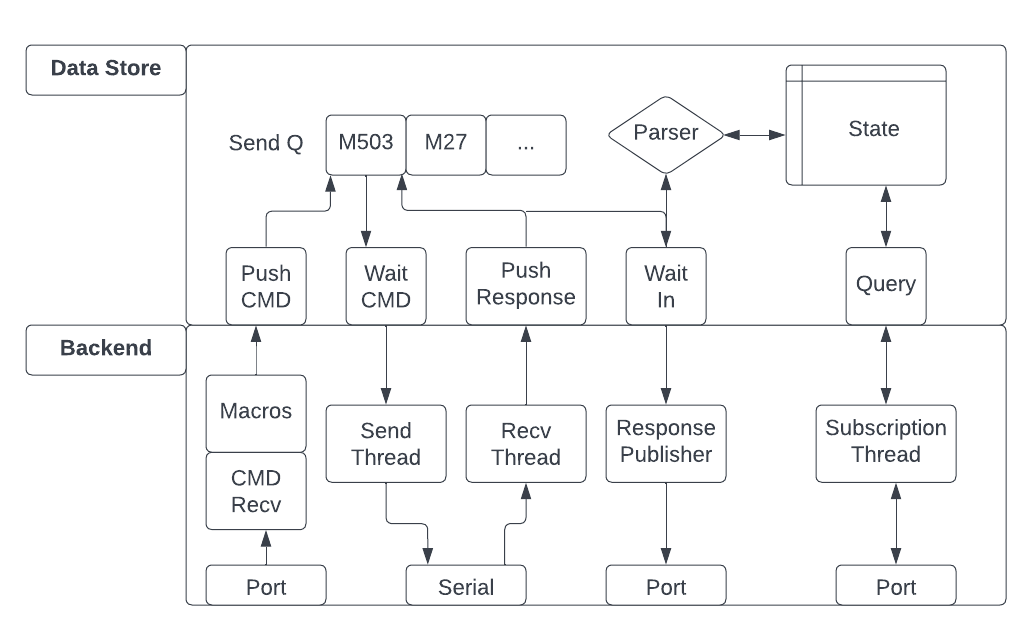 Data Store
Send Q
M503
M27
...
Parser
State
Push
CMD
Wait
CMD
Push
Response
Wait
In
Query
Backend
Macros
CMD
Recv
Send
Thread
Recv
Thread
Response
Publisher
Subscription
Thread
Port
Serial
Port
Port